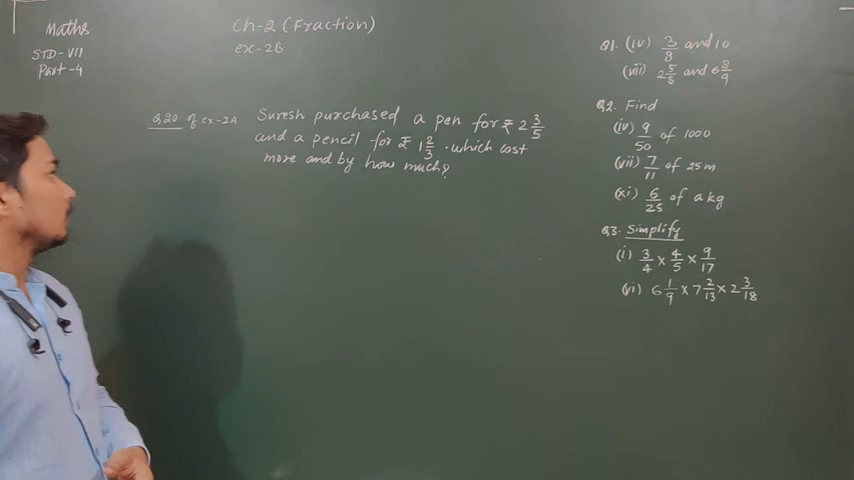 Maths
STD-VII
Part-4
Ch-2 (Fraction)
ex-2B
Q.20. of ex-2A Suresh purchased a pen for ₹ 2 3/5
and a pencil for ₹ 1 2/3 . which cost
more and by how much?
Q1. (iv) 3/8 and 10
(vii) 2 5/8 and 6 8/9
Q2. Find
(iv) 9/50 of 1000
(vii) 7/11 of 25 m
(xi) 6/25 of a kg
Q3. Simplify
(i) 3/4 × 4/5 × 9/17
(vi) 6 1/9 × 7 2/13 × 2 3/18